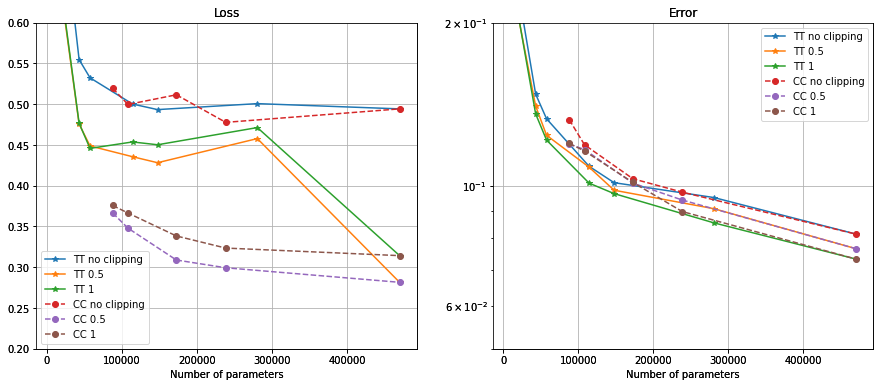 Loss
0.60
0.55
0.50
0.45
0.40
0.35
0.30
0.25
0.20
TT no clipping
TT 0.5
TT 1
CC no clipping
CC 0.5
CC 1
0
100000
200000
300000
400000
Number of parameters
Error
2 × 10⁻¹
10⁻¹
6 × 10⁻²
TT no clipping
TT 0.5
TT 1
CC no clipping
CC 0.5
CC 1
0
100000
200000
300000
400000
Number of parameters